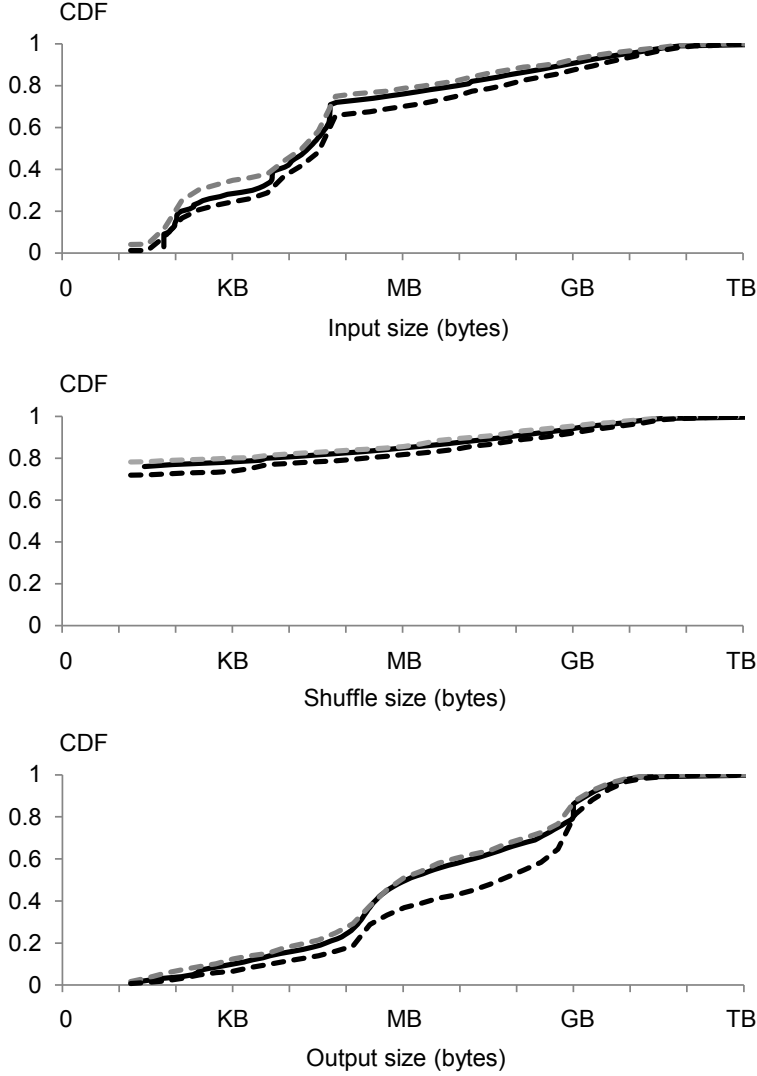 CDF
1
0.8
0.6
0.4
0.2
0
0 KB MB GB TB
Input size (bytes)
CDF
1
0.8
0.6
0.4
0.2
0
0 KB MB GB TB
Shuffle size (bytes)
CDF
1
0.8
0.6
0.4
0.2
0
0 KB MB GB TB
Output size (bytes)